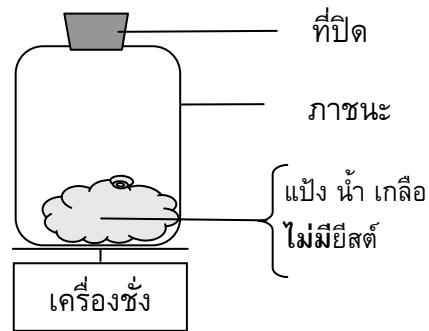 ที่ปิด
ภาชนะ
แป้ง น้ำ เกลือ
ไม่มียีสต์
เครื่องชั่ง